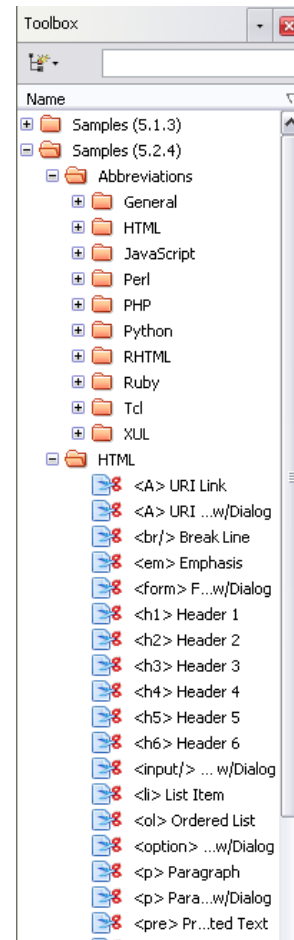 Toolbox
Name
Samples (5.1.3)
Samples (5.2.4)
Abbreviations
General
HTML
JavaScript
Perl
PHP
Python
RHTML
Ruby
Tcl
XUL
HTML
<A> URI Link
<A> URI ...w/Dialog
<br/> Break Line
<em> Emphasis
<form> F...w/Dialog
<h1> Header 1
<h2> Header 2
<h3> Header 3
<h4> Header 4
<h5> Header 5
<h6> Header 6
<input/> ... w/Dialog
<li> List Item
<ol> Ordered List
<option> ...w/Dialog
<p> Paragraph
<p> Para...w/Dialog
<pre> Pr...ted Text